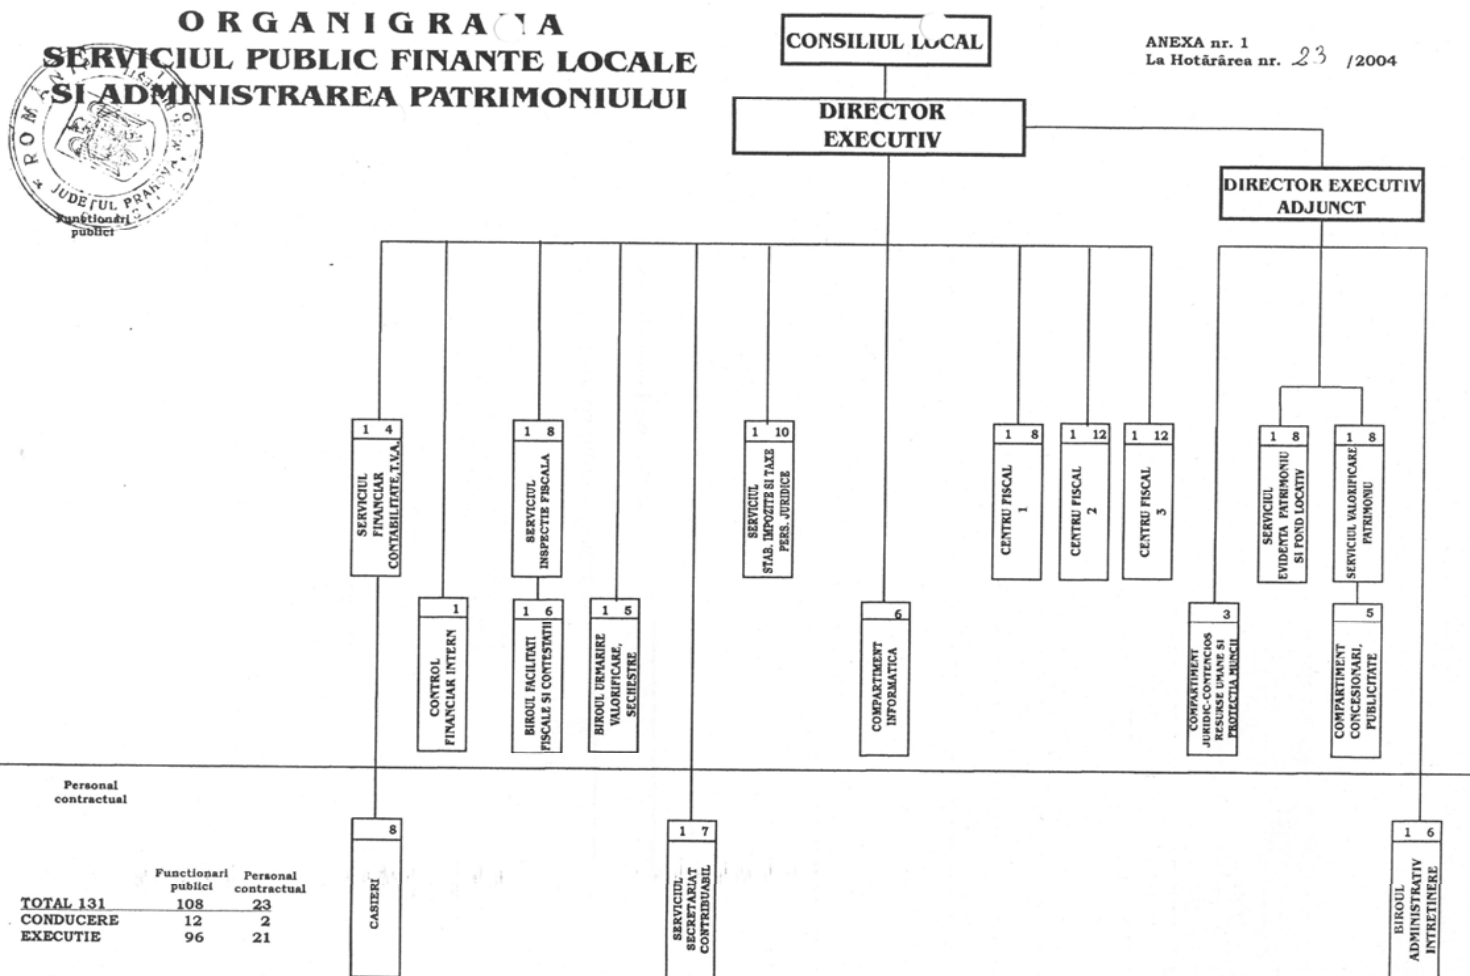 ORGANIGRAMA
SERVICIUL PUBLIC FINANTE LOCALE
SI ADMINISTRAREA PATRIMONIULUI
CONSILIUL LOCAL
ANEXA nr. 1
La Hotărârea nr. 23 /2004
DIRECTOR
EXECUTIV
DIRECTOR EXECUTIV
ADJUNCT
ROMÂNIA
JUDEȚUL PRAHOVA
Functionari
publici
1 4
SERVICIUL
FINANCIAR
CONTABILITATE, T.V.A.
1 8
SERVICIUL
INSPECTIE FISCALA
1 10
SERVICIUL
STAB. IMPOZITE SI TAXE
PERS. JURIDICE
1 8
CENTRU FISCAL
1
1 12
CENTRU FISCAL
2
1 12
CENTRU FISCAL
3
1 8
SERVICIUL
EVIDENTA PATRIMONIU
SI FOND LOCATIV
1 8
SERVICIUL VALORIFICARE
PATRIMONIU
1
CONTROL
FINANCIAR INTERN
1 6
BIROUL FACILITATI
FISCALE SI CONTESTATII
1 5
BIROUL URMARIRE
VALORIFICARE,
SECHESTRE
6
COMPARTIMENT
INFORMATICA
3
COMPARTIMENT
JURIDIC-CONTENCIOS
RESURSE UMANE SI
PROTECTIA MUNCII
5
COMPARTIMENT
CONCESIONARI,
PUBLICITATE
Personal
contractual
8
CASIERI
1 7
SERVICIUL
SECRETARIAT
CONTRIBUABIL
1 6
BIROUL
ADMINISTRATIV
INTRETINERE
Functionari publici Personal contractual
TOTAL 131 108 23
CONDUCERE 12 2
EXECUTIE 96 21